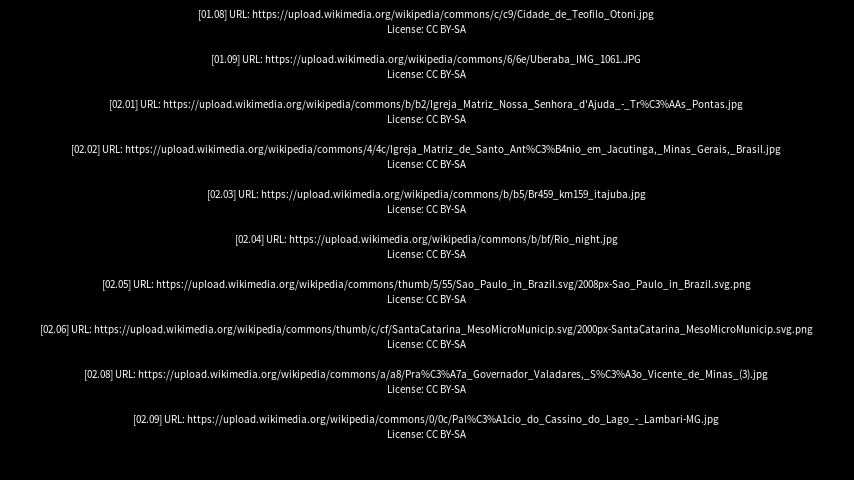 [01.08] URL: https://upload.wikimedia.org/wikipedia/commons/c/c9/Cidade_de_Teofilo_Otoni.jpg
License: CC BY-SA
[01.09] URL: https://upload.wikimedia.org/wikipedia/commons/6/6e/Uberaba_IMG_1061.JPG
License: CC BY-SA
[02.01] URL: https://upload.wikimedia.org/wikipedia/commons/b/b2/Igreja_Matriz_Nossa_Senhora_d'Ajuda_-_Tr%C3%AAs_Pontas.jpg
License: CC BY-SA
[02.02] URL: https://upload.wikimedia.org/wikipedia/commons/4/4c/Igreja_Matriz_de_Santo_Ant%C3%B4nio_em_Jacutinga,_Minas_Gerais,_Brasil.jpg
License: CC BY-SA
[02.03] URL: https://upload.wikimedia.org/wikipedia/commons/b/b5/Br459_km159_itajuba.jpg
License: CC BY-SA
[02.04] URL: https://upload.wikimedia.org/wikipedia/commons/b/bf/Rio_night.jpg
License: CC BY-SA
[02.05] URL: https://upload.wikimedia.org/wikipedia/commons/thumb/5/55/Sao_Paulo_in_Brazil.svg/2008px-Sao_Paulo_in_Brazil.svg.png
License: CC BY-SA
[02.06] URL: https://upload.wikimedia.org/wikipedia/commons/thumb/c/cf/SantaCatarina_MesoMicroMunicip.svg/2000px-SantaCatarina_MesoMicroMunicip.svg.png
License: CC BY-SA
[02.08] URL: https://upload.wikimedia.org/wikipedia/commons/a/a8/Pra%C3%A7a_Governador_Valadares,_S%C3%A3o_Vicente_de_Minas_(3).jpg
License: CC BY-SA
[02.09] URL: https://upload.wikimedia.org/wikipedia/commons/0/0c/Pal%C3%A1cio_do_Cassino_do_Lago_-_Lambari-MG.jpg
License: CC BY-SA